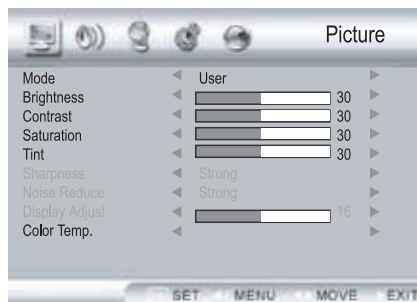 Picture
Mode User
Brightness 30
Contrast 30
Saturation 30
Tint 30
Sharpness Strong
Noise Reduce Strong
Display Adjust 16
Color Temp.
SET MENU MOVE EXIT